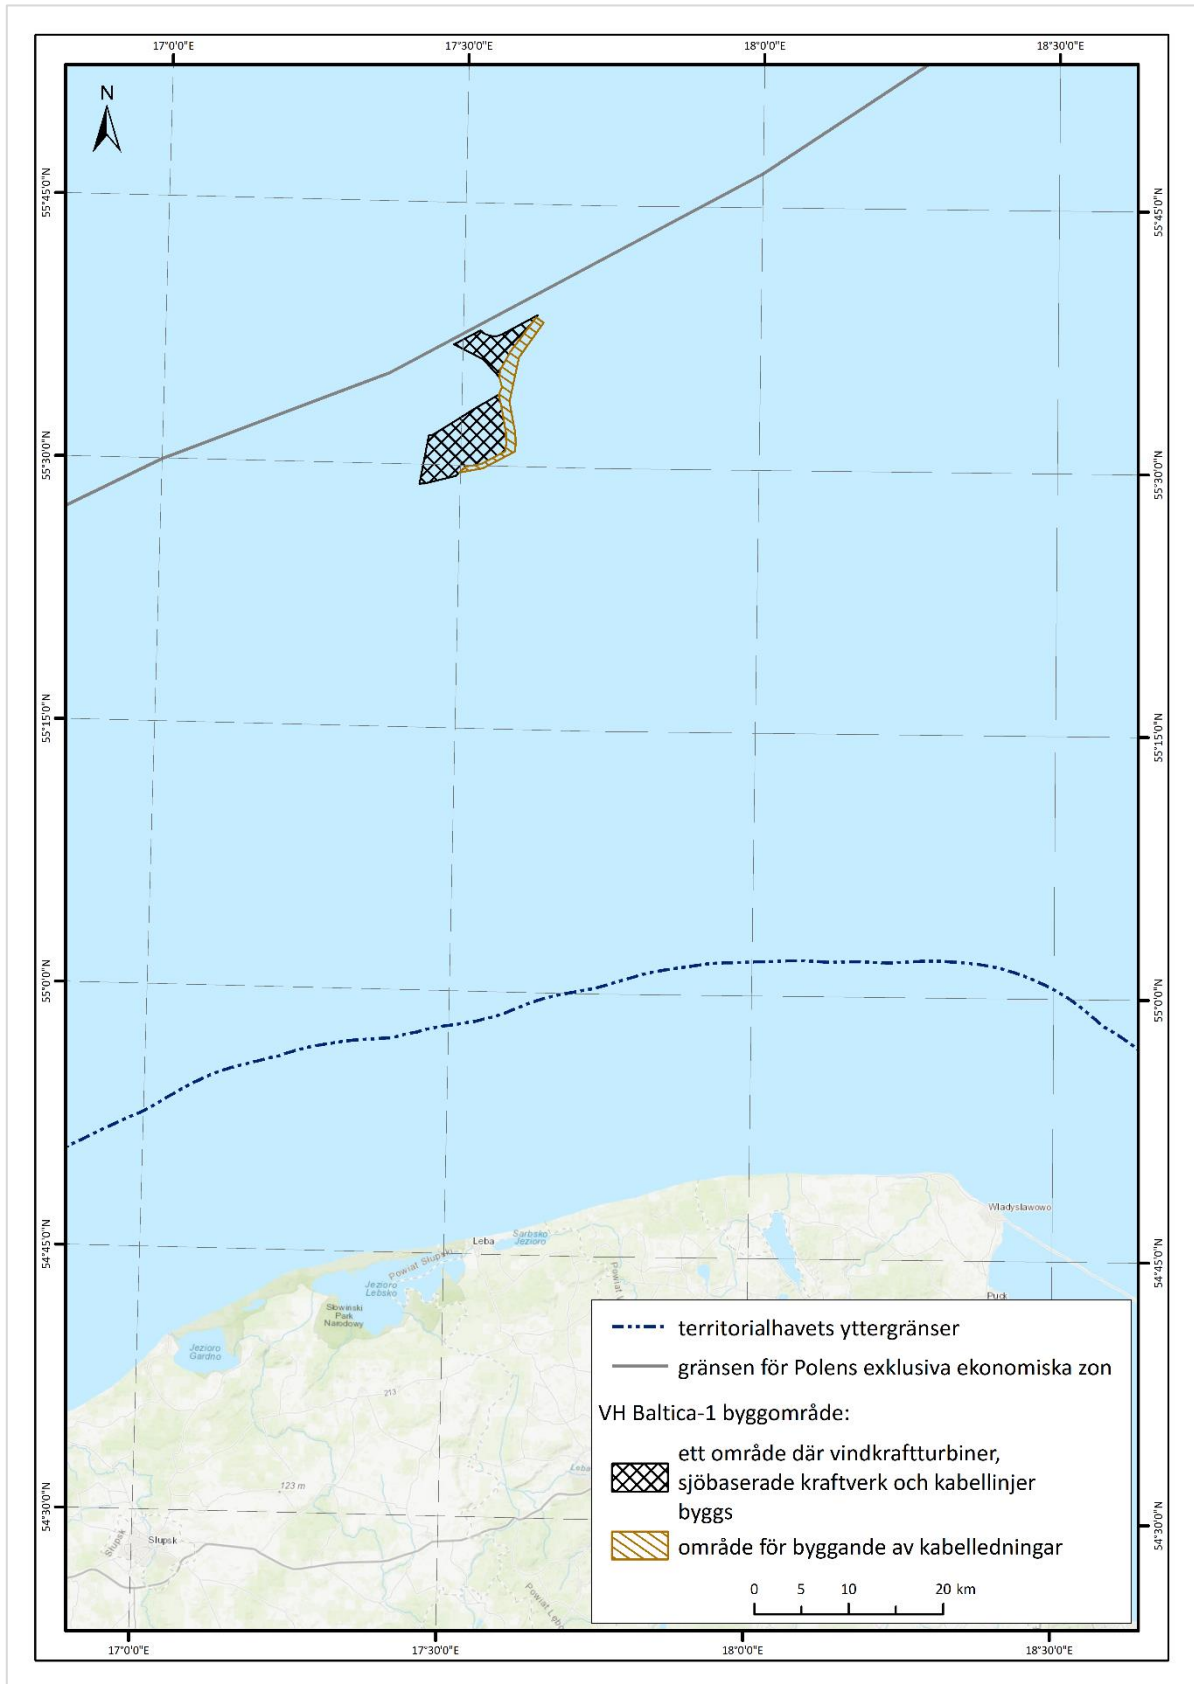 17°0'0"E 17°30'0"E 18°0'0"E 18°30'0"E
N
55°45'0"N
55°45'0"N
55°30'0"N
55°30'0"N
55°15'0"N
55°15'0"N
55°0'0"N
55°0'0"N
54°45'0"N
54°45'0"N
54°30'0"N
54°30'0"N
Władysławowo
Łeba
Sarbsko
Jezioro
Powiat Słupski
Jezioro
Łebsko
Słowiński
Park
Narodowy
Jezioro
Gardno
Puck
213
123 m
Słupsk
Słupsk
territorialhavets yttergränser
gränsen för Polens exklusiva ekonomiska zon
VH Baltica-1 byggområde:
ett område där vindkraftturbiner,
sjöbaserade kraftverk och kabellinjer
byggs
område för byggande av kabelledningar
0 5 10 20 km
17°0'0"E 17°30'0"E 18°0'0"E 18°30'0"E